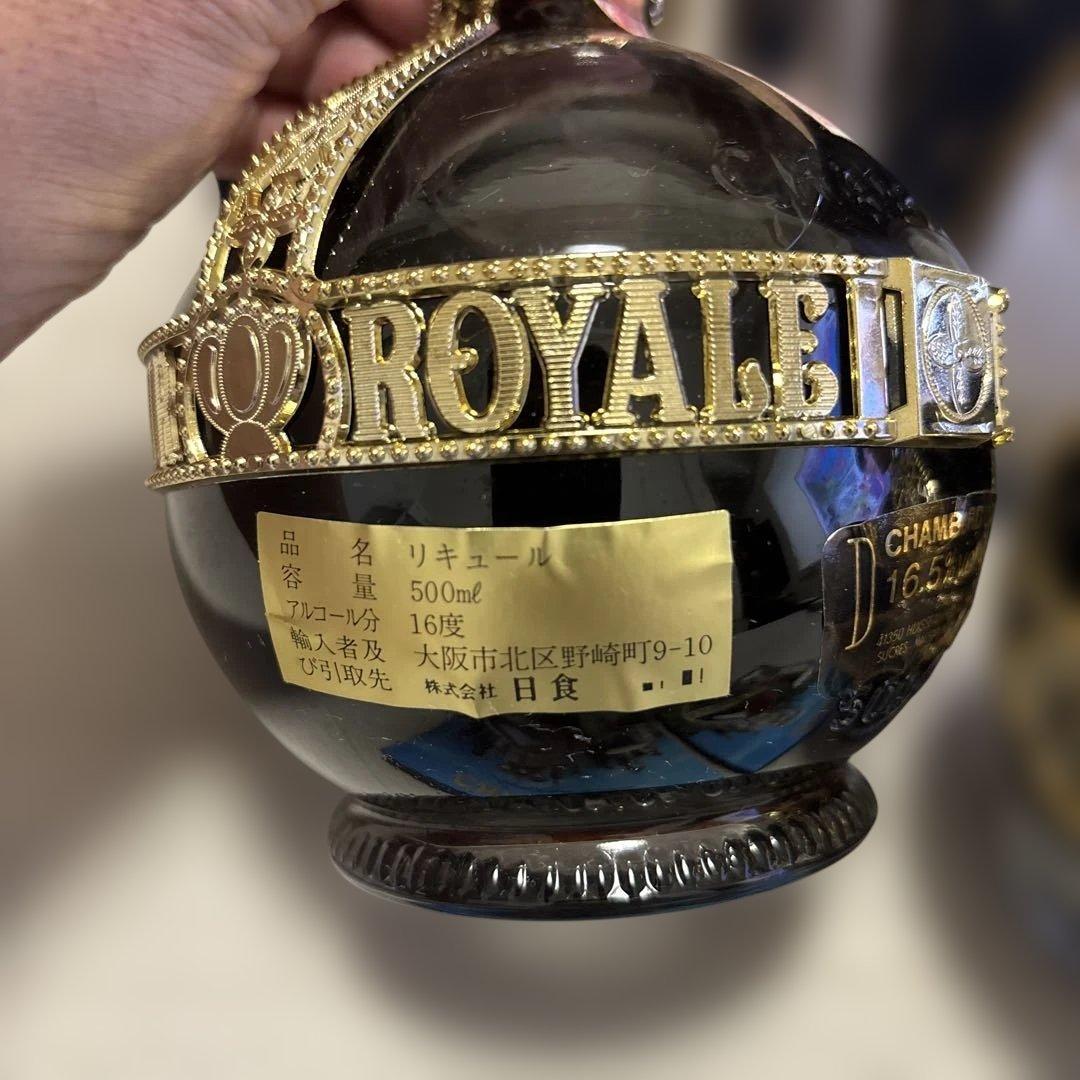 ROYALE
品名 リキュール
容量 500ml
アルコール分 16度
輸入者及び引取先 大阪市北区野崎町9-10
株式会社 日食
CHAMB
16.5%
41350
SUCRES